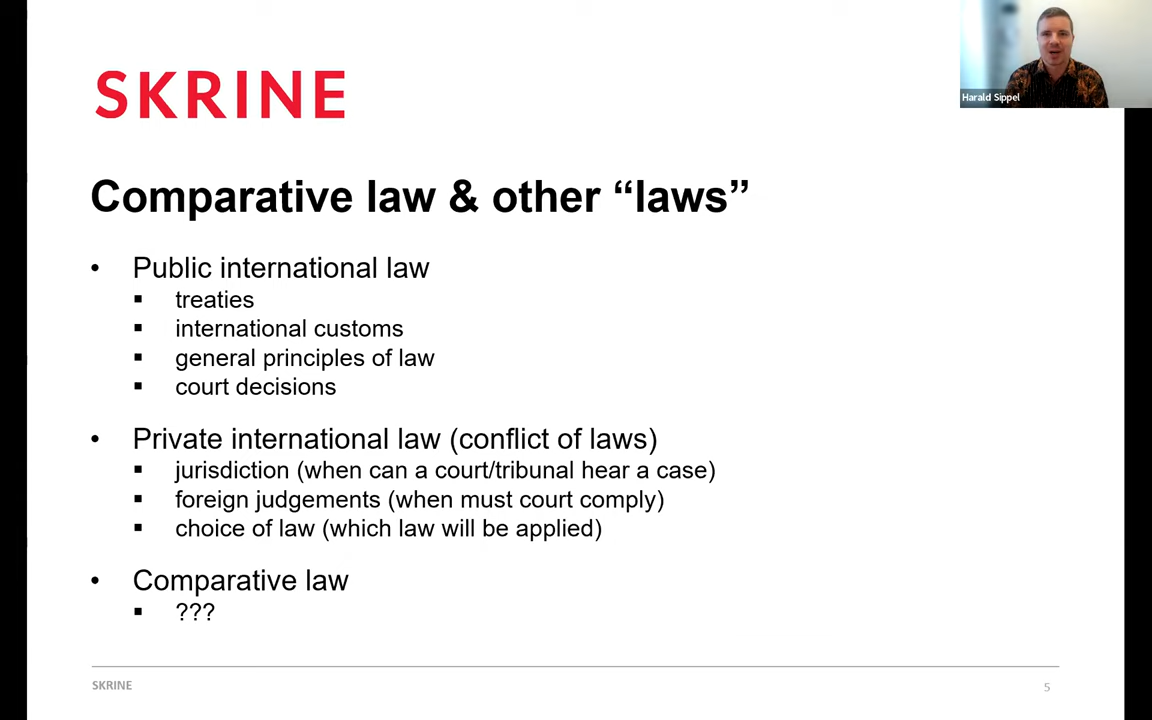 SKRINE
Harald Sippel
Comparative law & other “laws”
• Public international law
▪ treaties
▪ international customs
▪ general principles of law
▪ court decisions
• Private international law (conflict of laws)
▪ jurisdiction (when can a court/tribunal hear a case)
▪ foreign judgements (when must court comply)
▪ choice of law (which law will be applied)
• Comparative law
▪ ???
SKRINE
5